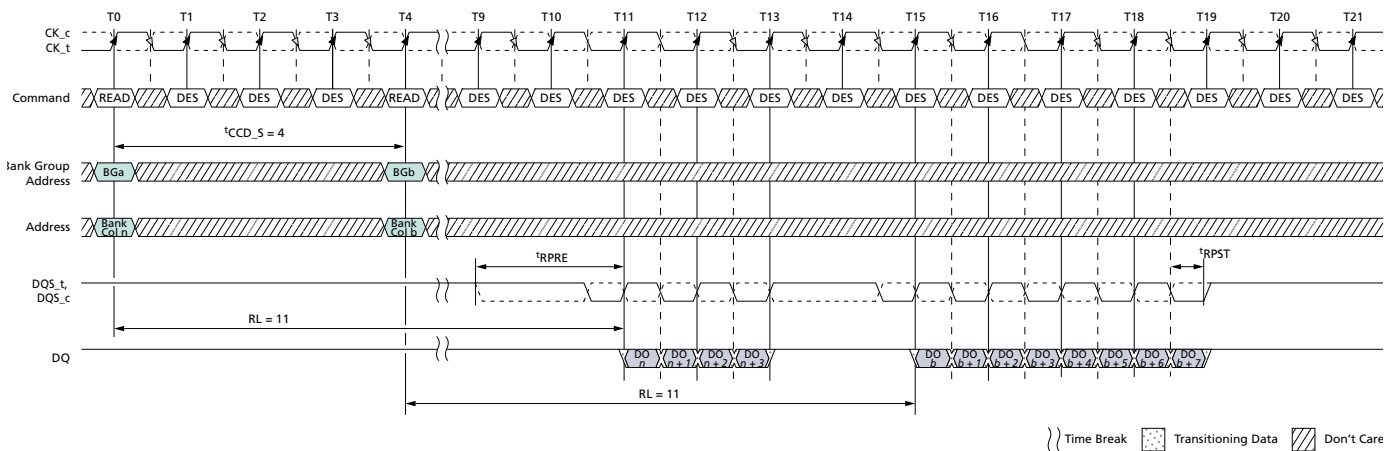 T0 T1 T2 T3 T4 T9 T10 T11 T12 T13 T14 T15 T16 T17 T18 T19 T20 T21
CK_c
CK_t
Command READ DES DES DES READ DES DES DES DES DES DES DES DES DES DES DES DES DES
tCCD_S = 4
Bank Group
Address
BGa BGb
Address
Bank
Col n
Bank
Col b
tRPRE tRPST
DQS_t,
DQS_c
RL = 11
DQ
DO
n
DO
n + 1
DO
n + 2
DO
n + 3
DO
b
DO
b + 1
DO
b + 2
DO
b + 3
DO
b + 4
DO
b + 5
DO
b + 6
DO
b + 7
RL = 11
Time Break Transitioning Data Don't Care